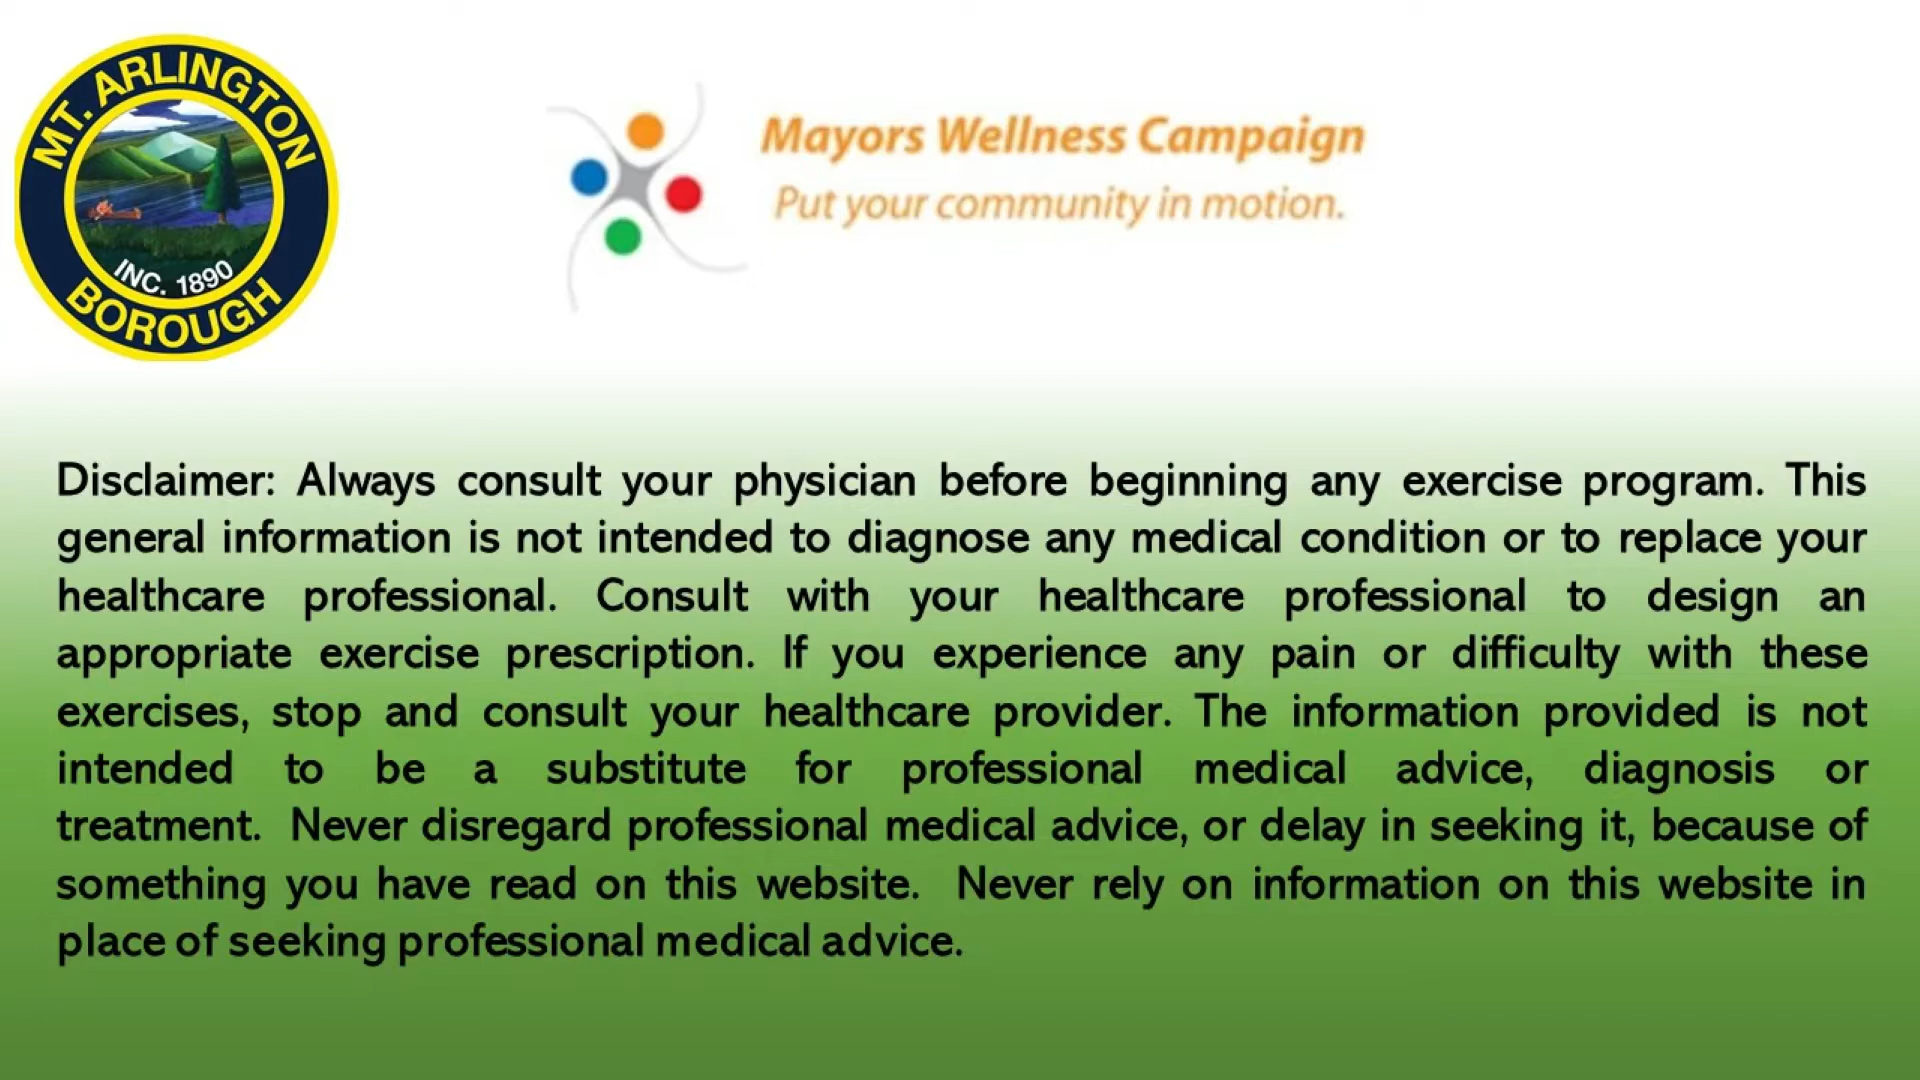 MT. ARLINGTON
INC. 1890
BOROUGH
Mayors Wellness Campaign
Put your community in motion.
Disclaimer: Always consult your physician before beginning any exercise program. This
general information is not intended to diagnose any medical condition or to replace your
healthcare professional. Consult with your healthcare professional to design an
appropriate exercise prescription. If you experience any pain or difficulty with these
exercises, stop and consult your healthcare provider. The information provided is not
intended to be a substitute for professional medical advice, diagnosis or
treatment. Never disregard professional medical advice, or delay in seeking it, because of
something you have read on this website. Never rely on information on this website in
place of seeking professional medical advice.